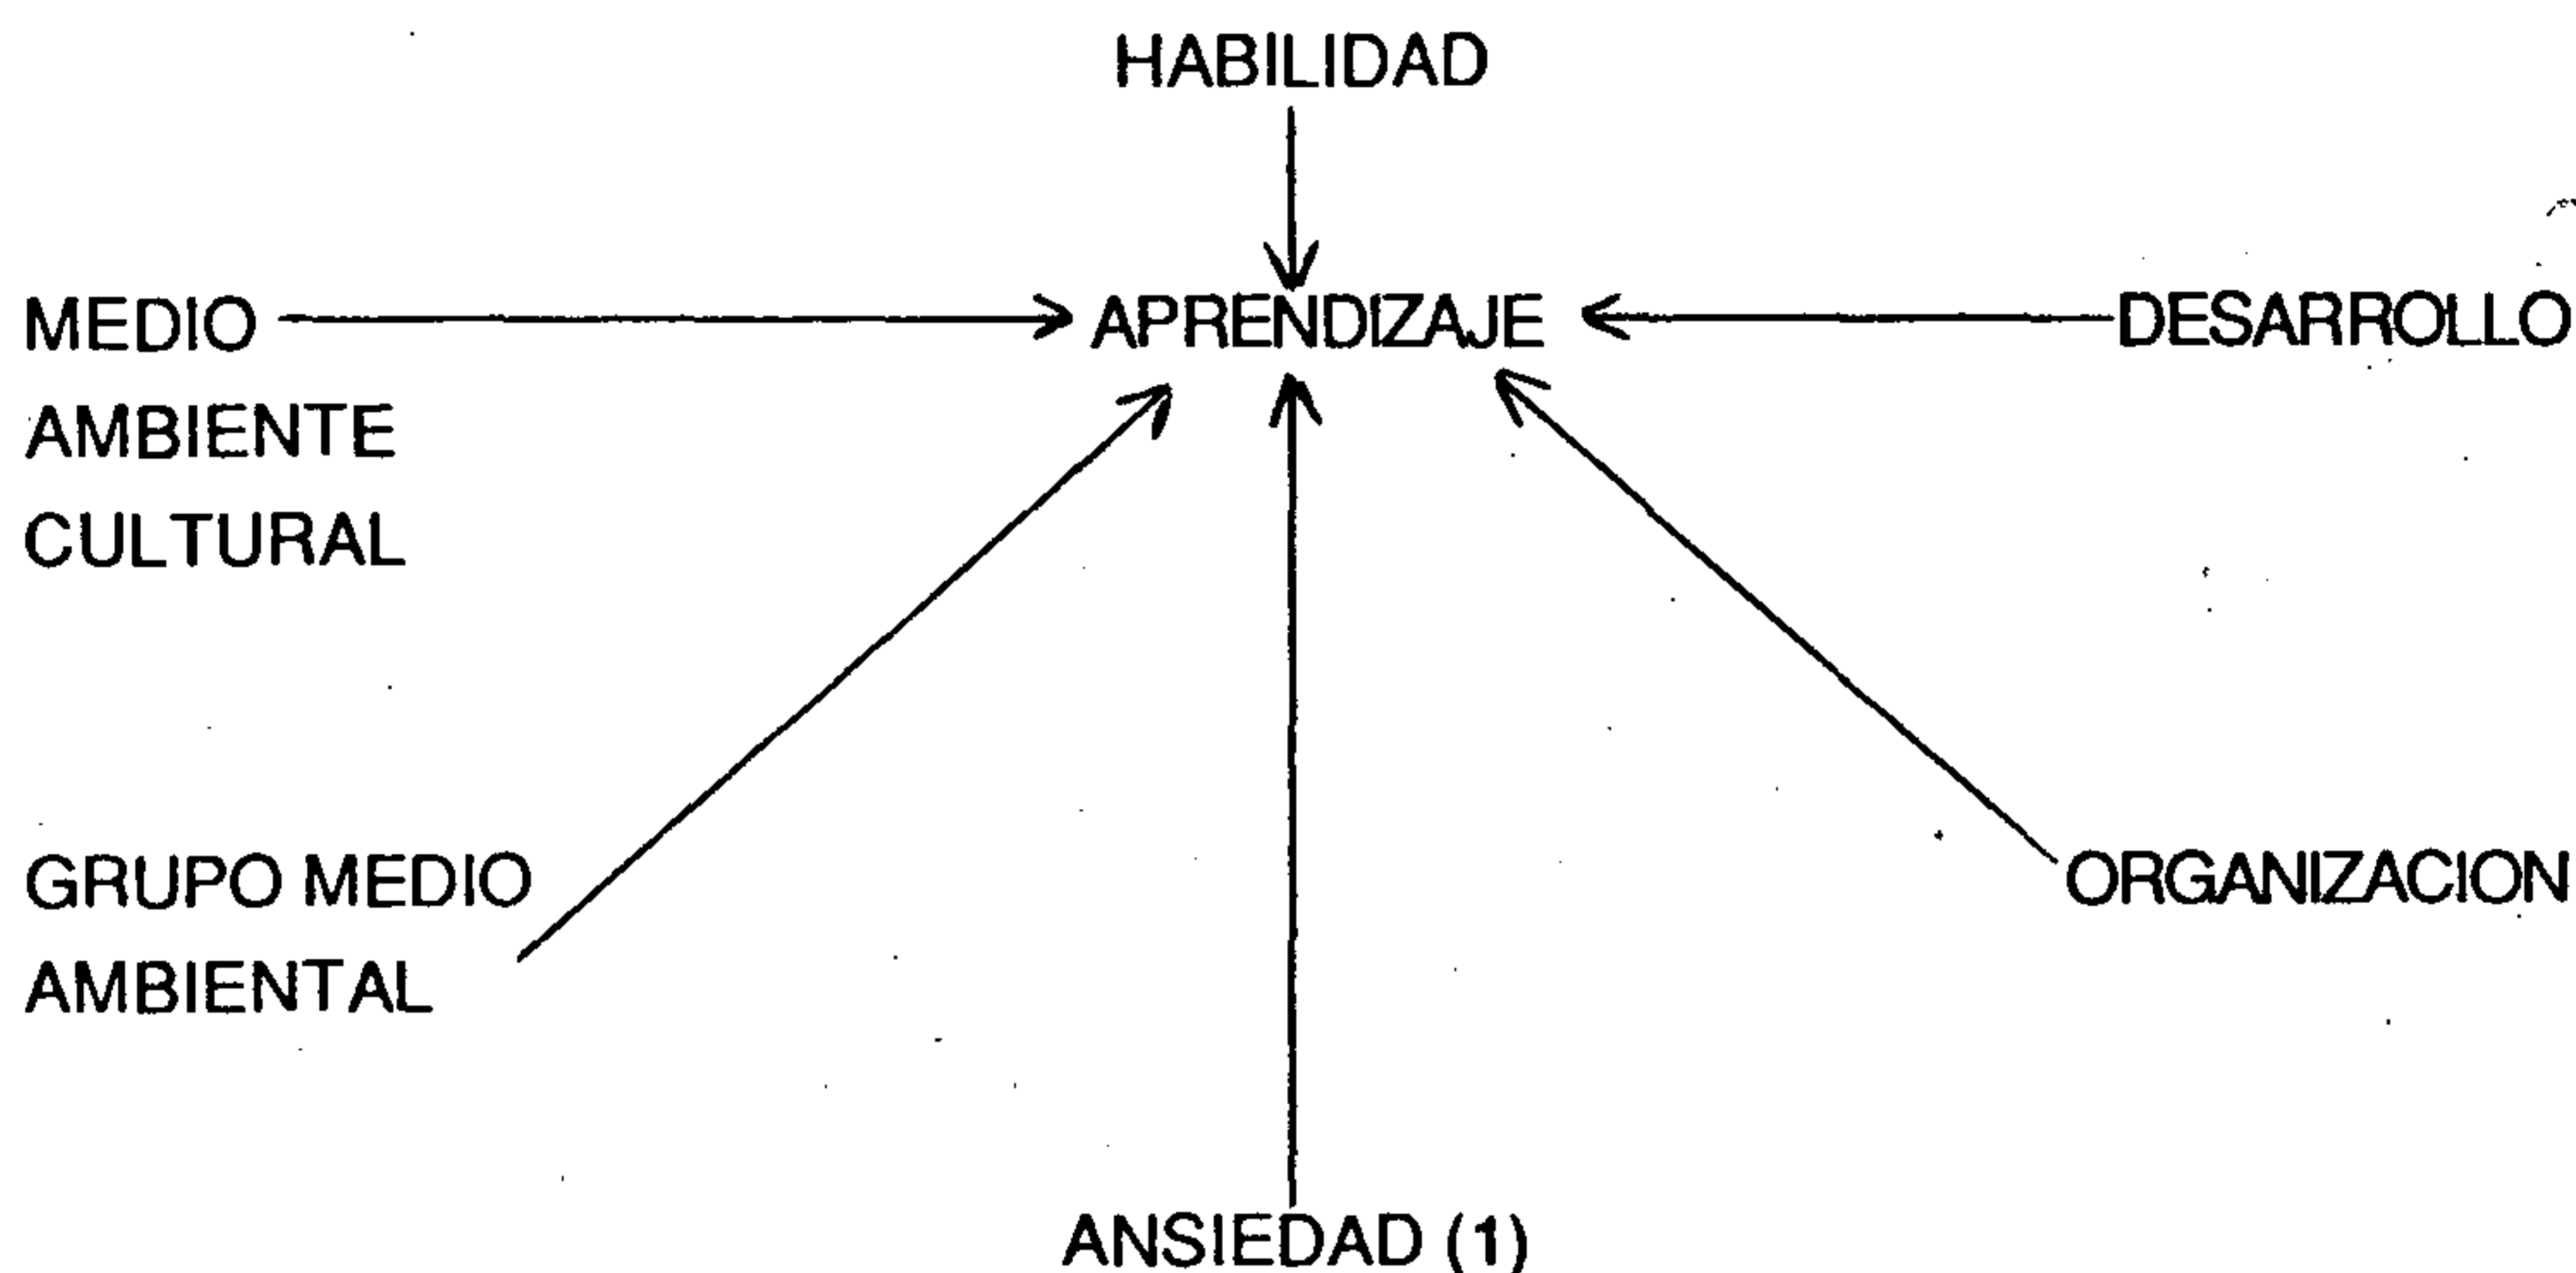 HABILIDAD
MEDIO
AMBIENTE
CULTURAL
APRENDIZAJE
DESARROLLO
GRUPO MEDIO
AMBIENTAL
ORGANIZACION
ANSIEDAD (1)